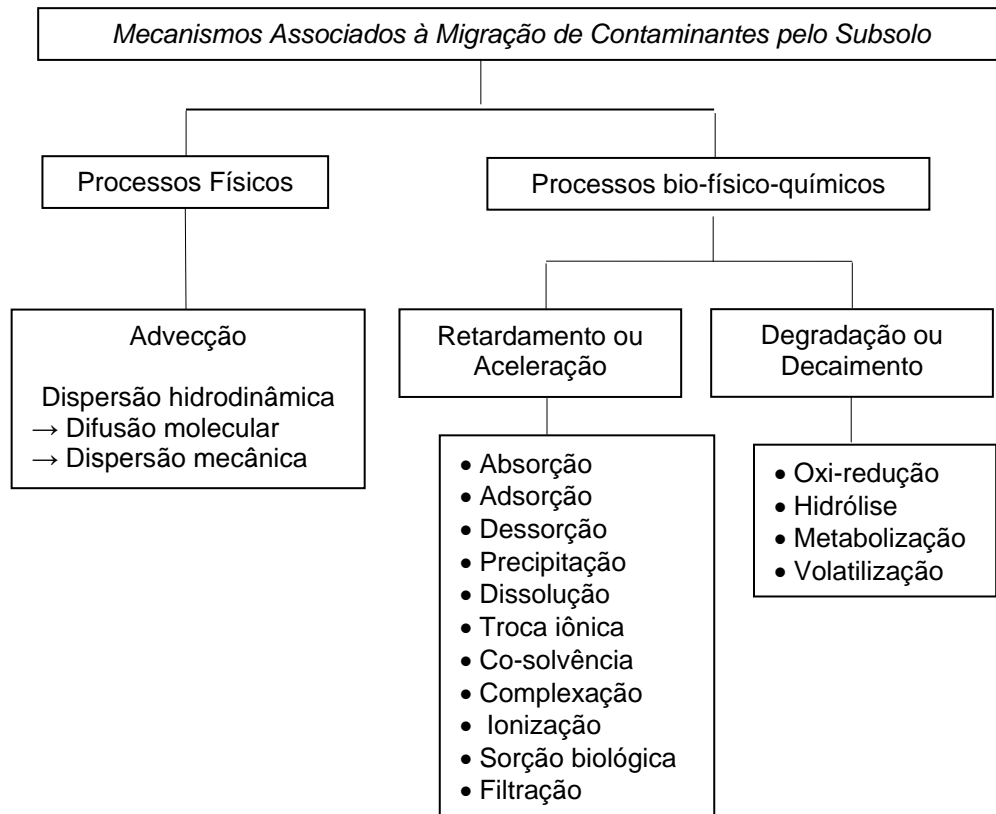 Mecanismos Associados à Migração de Contaminantes pelo Subsolo
Processos Físicos
Processos bio-físico-químicos
Advecção
Dispersão hidrodinâmica
→ Difusão molecular
→ Dispersão mecânica
Retardamento ou
Aceleração
Degradação ou
Decaimento
• Absorção
• Adsorção
• Dessorção
• Precipitação
• Dissolução
• Troca iônica
• Co-solvência
• Complexação
• Ionização
• Sorção biológica
• Filtração
• Oxi-redução
• Hidrólise
• Metabolização
• Volatilização